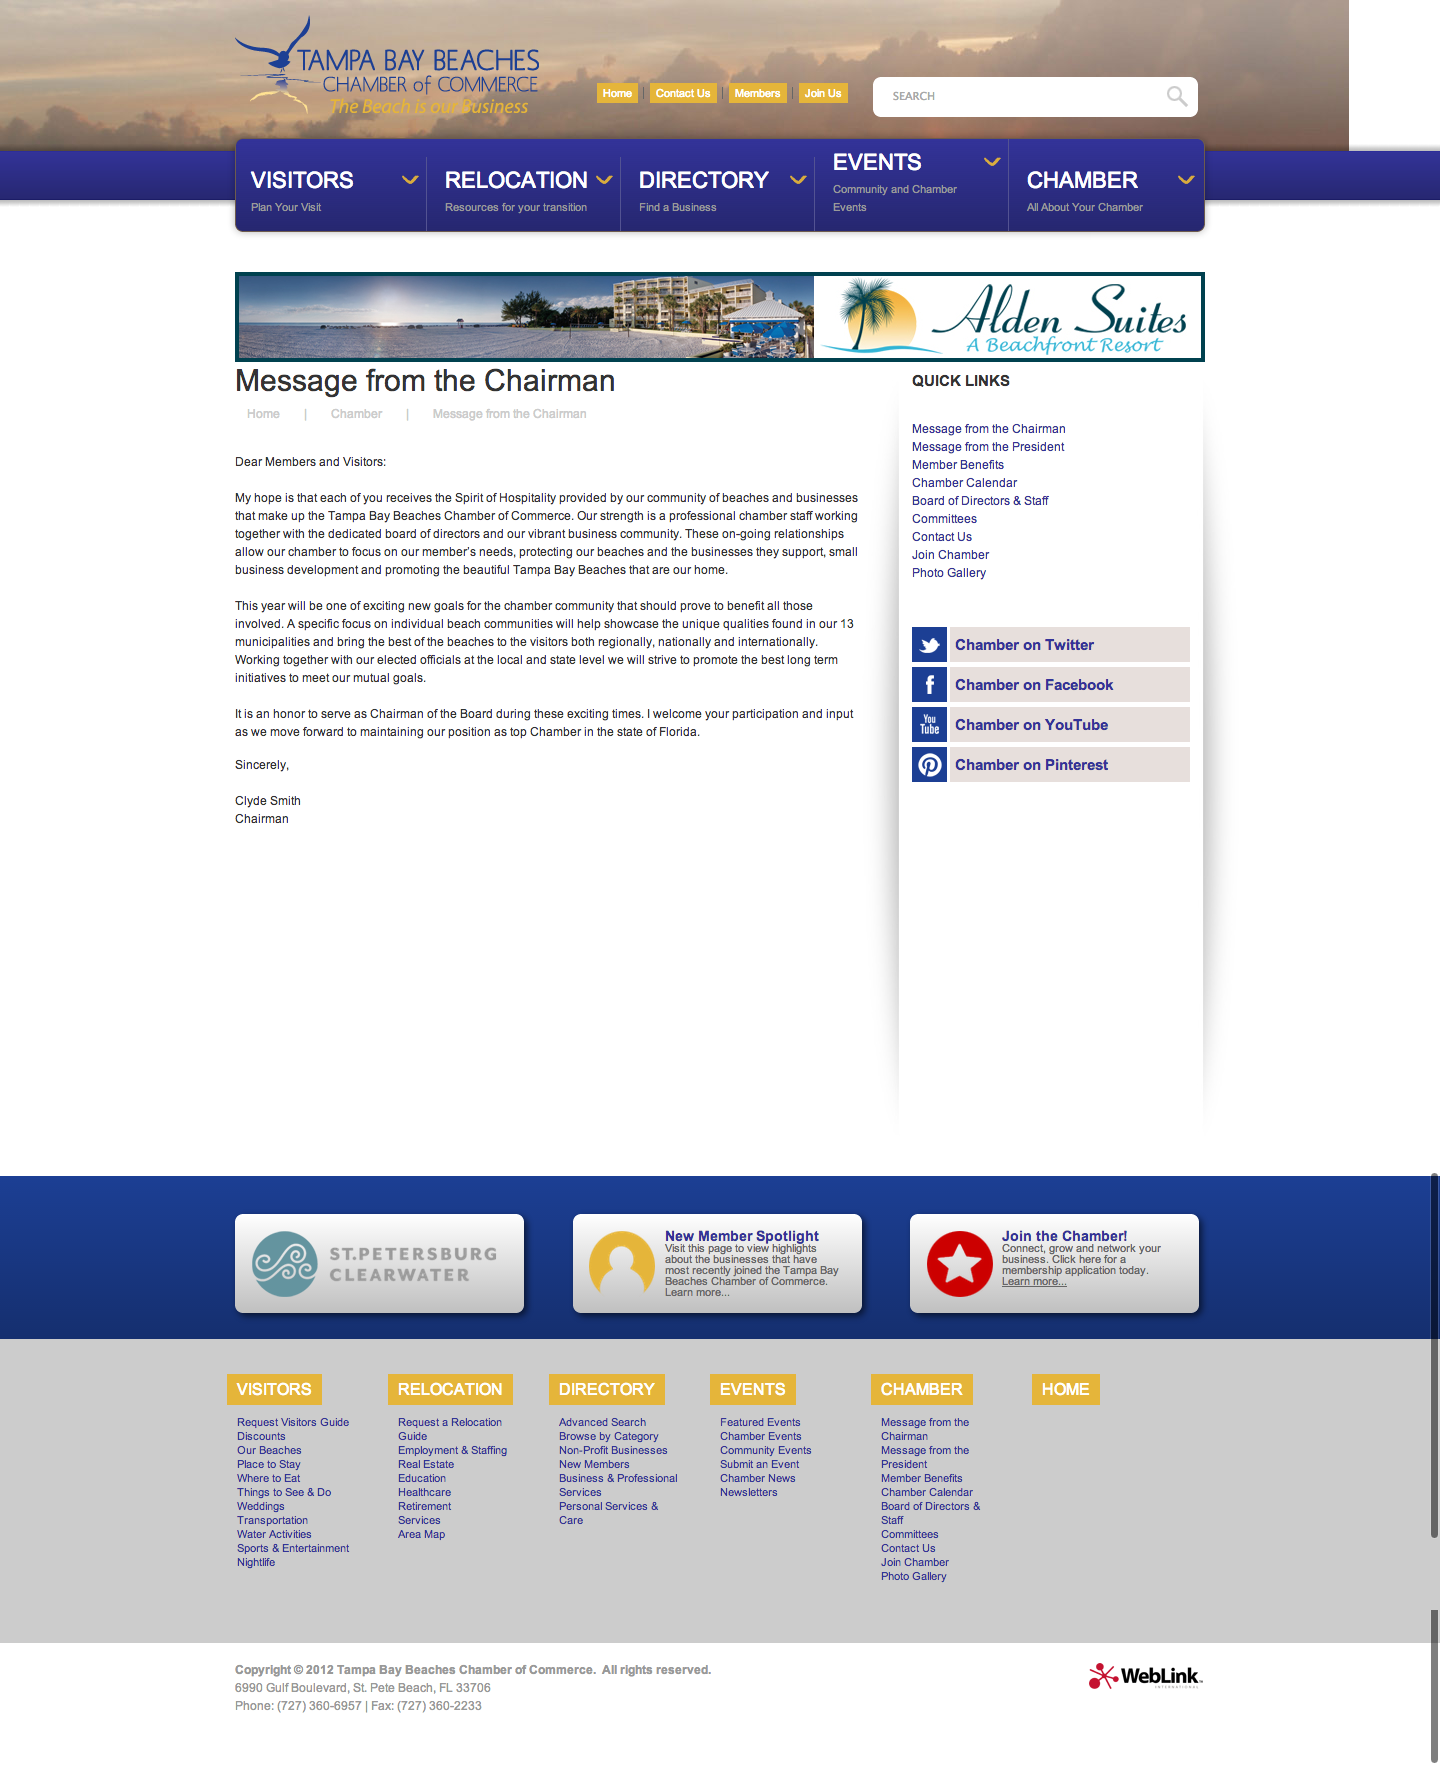 TAMPA BAY BEACHES
CHAMBER of COMMERCE
The Beach is our Business
Home | Contact Us | Members | Join Us
SEARCH
VISITORS
Plan Your Visit
RELOCATION
Resources for your transition
DIRECTORY
Find a Business
EVENTS
Community and Chamber
Events
CHAMBER
All About Your Chamber
Alden Suites
A Beachfront Resort
Message from the Chairman
Home | Chamber | Message from the Chairman
Dear Members and Visitors:
My hope is that each of you receives the Spirit of Hospitality provided by our community of beaches and businesses
that make up the Tampa Bay Beaches Chamber of Commerce. Our strength is a professional chamber staff working
together with the dedicated board of directors and our vibrant business community. These on-going relationships
allow our chamber to focus on our member's needs, protecting our beaches and the businesses they support, small
business development and promoting the beautiful Tampa Bay Beaches that are our home.
This year will be one of exciting new goals for the chamber community that should prove to benefit all those
involved. A specific focus on individual beach communities will help showcase the unique qualities found in our 13
municipalities and bring the best of the beaches to the visitors both regionally, nationally and internationally.
Working together with our elected officials at the local and state level we will strive to promote the best long term
initiatives to meet our mutual goals.
It is an honor to serve as Chairman of the Board during these exciting times. I welcome your participation and input
as we move forward to maintaining our position as top Chamber in the state of Florida.
Sincerely,
Clyde Smith
Chairman
QUICK LINKS
Message from the Chairman
Message from the President
Member Benefits
Chamber Calendar
Board of Directors & Staff
Committees
Contact Us
Join Chamber
Photo Gallery
Chamber on Twitter
f Chamber on Facebook
You
Tube
Chamber on YouTube
Chamber on Pinterest
ST.PETERSBURG
CLEARWATER
New Member Spotlight
Visit this page to view highlights
about the businesses that have
most recently joined the Tampa Bay
Beaches Chamber of Commerce.
Learn more...
Join the Chamber!
Connect, grow and network your
business. Click here for a
membership application today.
Learn more...
VISITORS
Request Visitors Guide
Discounts
Our Beaches
Place to Stay
Where to Eat
Things to See & Do
Weddings
Transportation
Water Activities
Sports & Entertainment
Nightlife
RELOCATION
Request a Relocation
Guide
Employment & Staffing
Real Estate
Education
Healthcare
Retirement
Services
Area Map
DIRECTORY
Advanced Search
Browse by Category
Non-Profit Businesses
New Members
Business & Professional
Services
Personal Services &
Care
EVENTS
Featured Events
Chamber Events
Community Events
Submit an Event
Chamber News
Newsletters
CHAMBER
Message from the
Chairman
Message from the
President
Member Benefits
Chamber Calendar
Board of Directors &
Staff
Committees
Contact Us
Join Chamber
Photo Gallery
HOME
Copyright © 2012 Tampa Bay Beaches Chamber of Commerce. All rights reserved.
6990 Gulf Boulevard, St. Pete Beach, FL 33706
Phone: (727) 360-6957 | Fax: (727) 360-2233
WebLink
INTERNATIONAL